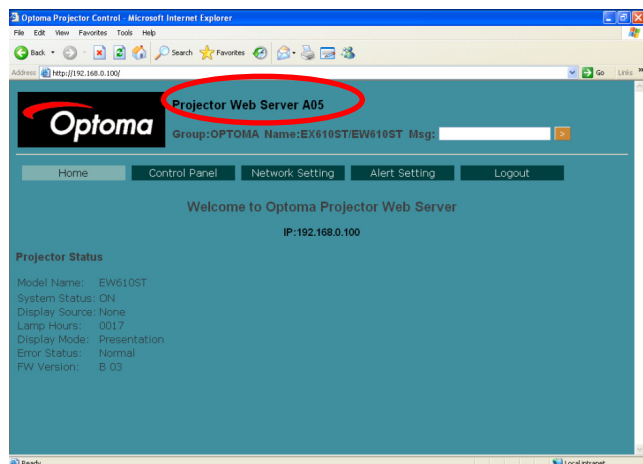 Optoma Projector Control - Microsoft Internet Explorer
File Edit View Favorites Tools Help
Back Search Favorites
Address http://192.168.0.100/ Go Links »
Optoma
Projector Web Server A05
Group:OPTOMA Name:EX610ST/EW610ST Msg: >
Home Control Panel Network Setting Alert Setting Logout
Welcome to Optoma Projector Web Server
IP:192.168.0.100
Projector Status
Model Name: EW610ST
System Status: ON
Display Source: None
Lamp Hours: 0017
Display Mode: Presentation
Error Status: Normal
FW Version: B 03
Ready Local intranet